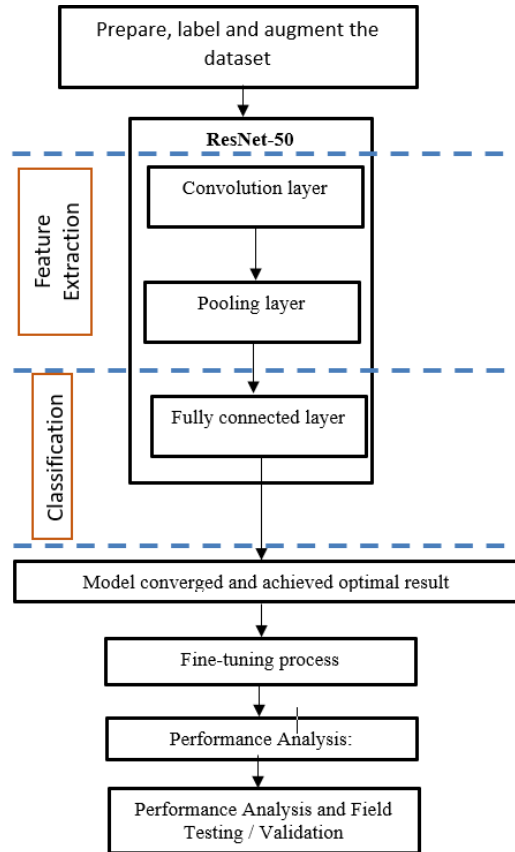 Prepare, label and augment the
dataset
ResNet-50
Feature
Extraction
Convolution layer
Pooling layer
Classification
Fully connected layer
Model converged and achieved optimal result
Fine-tuning process
Performance Analysis:
Performance Analysis and Field
Testing / Validation